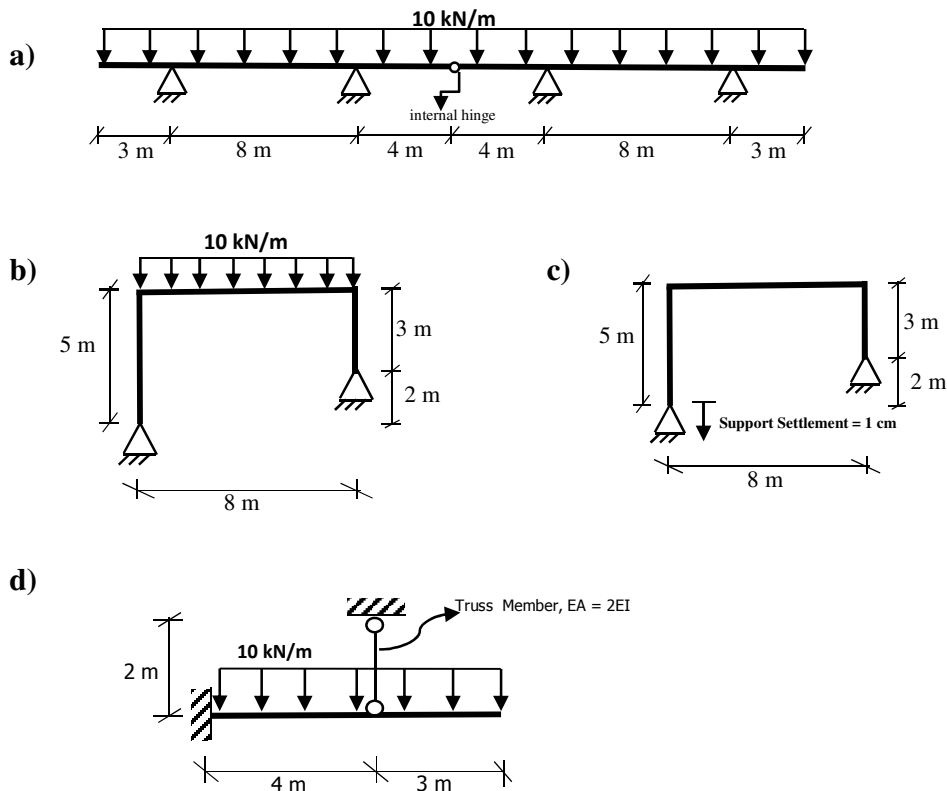 a)
10 kN/m
internal hinge
3 m
8 m
4 m
4 m
8 m
3 m
b)
10 kN/m
5 m
3 m
2 m
8 m
c)
5 m
3 m
2 m
Support Settlement = 1 cm
8 m
d)
Truss Member, EA = 2EI
10 kN/m
2 m
4 m
3 m